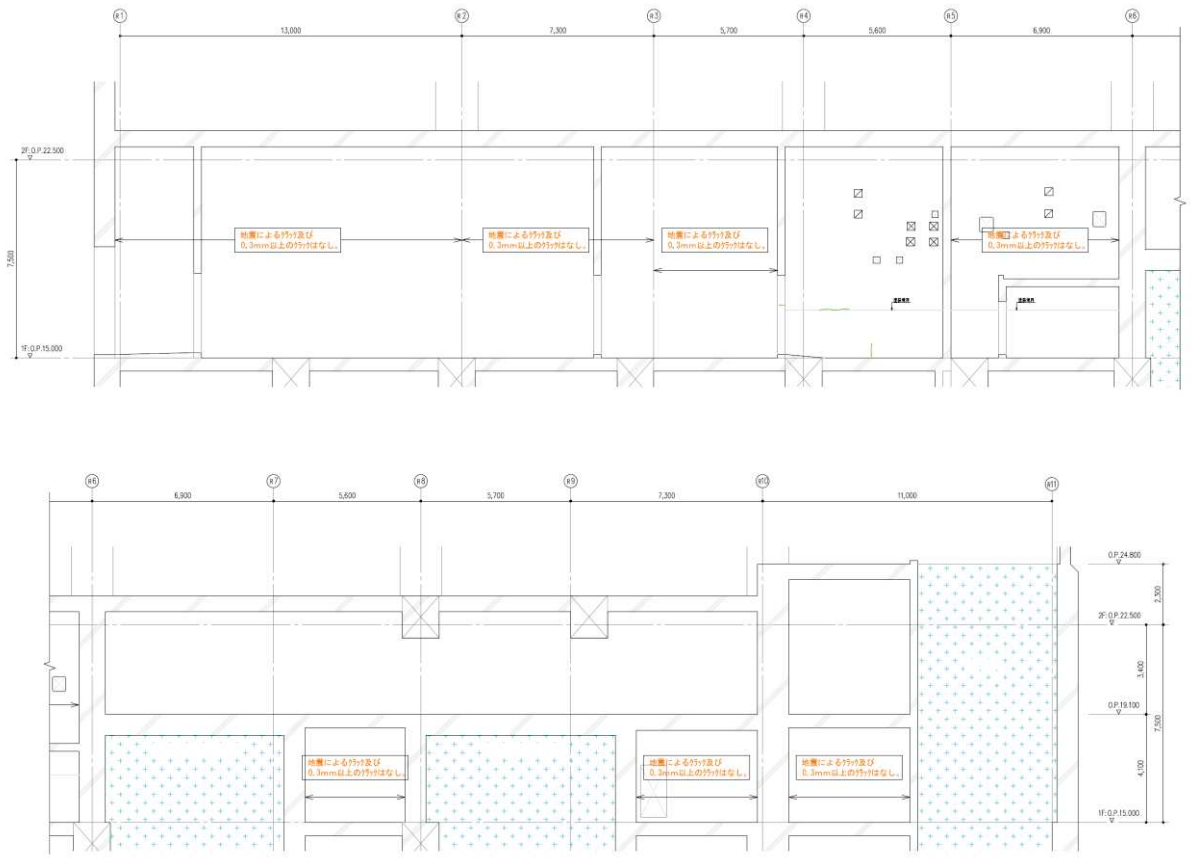 R1 R2 R3 R4 R5 R6
13,000 7,300 5,700 5,600 6,900
2F:O.P.22.500
7,500
地震によるクラック及び
0.3mm以上のクラックはなし。
地震によるクラック及び
0.3mm以上のクラックはなし。
地震によるクラック及び
0.3mm以上のクラックはなし。
地震によるクラック及び
0.3mm以上のクラックはなし。
塗装境界 塗装境界
1F:O.P.15.000
R6 R7 R8 R9 R10 R11
6,900 5,600 5,700 7,300 11,000
O.P.24.800
2,300
2F:O.P.22.500
3,400
O.P.19.100
7,500
地震によるクラック及び
0.3mm以上のクラックはなし。
地震によるクラック及び
0.3mm以上のクラックはなし。
地震によるクラック及び
0.3mm以上のクラックはなし。
4,100
1F:O.P.15.000